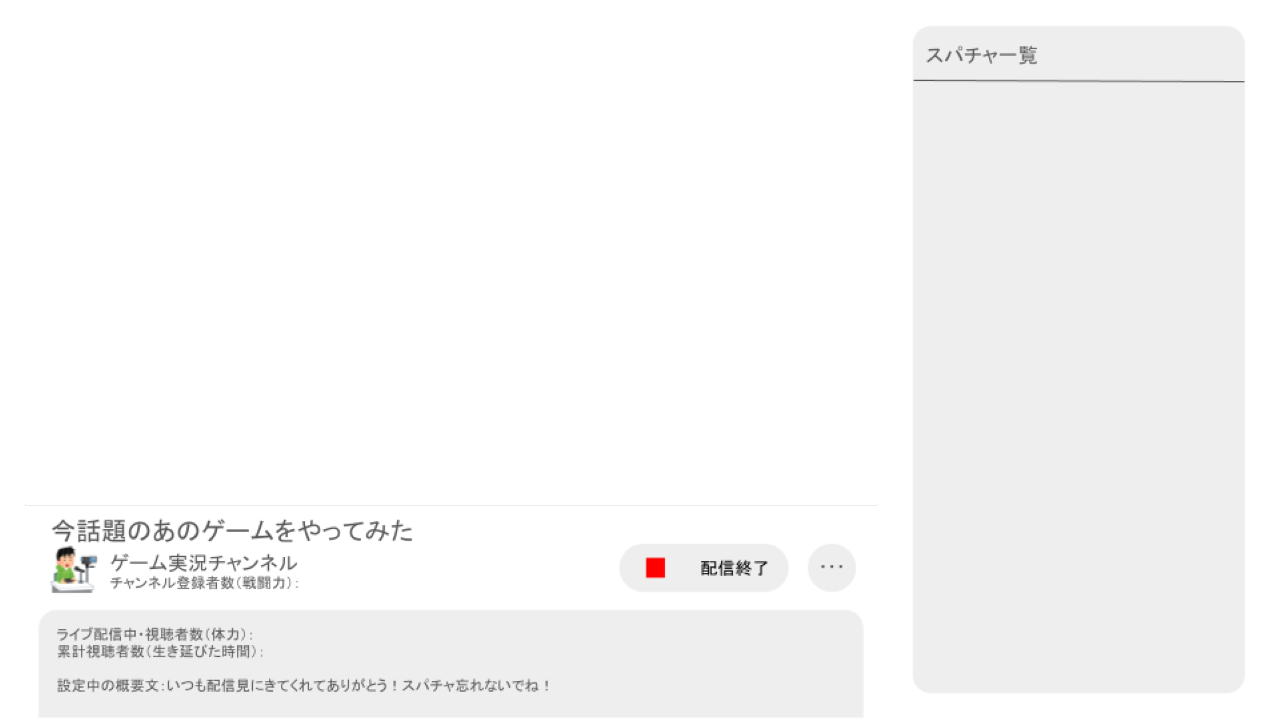 スパチャ一覧
今話題のあのゲームをやってみた
ゲーム実況チャンネル
チャンネル登録者数(戦闘力):
配信終了
...
ライブ配信中・視聴者数(体力):
累計視聴者数(生き延びた時間):
設定中の概要文:いつも配信見にきてくれてありがとう!スパチャ忘れないでね!